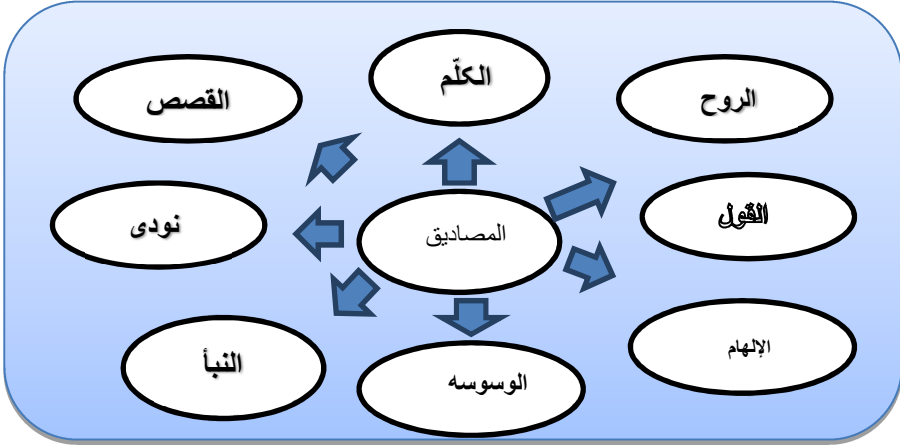 الكلّم
الروح
القصص
القول
المصاديق
نودى
الإلهام
النبأ
الوسوسه